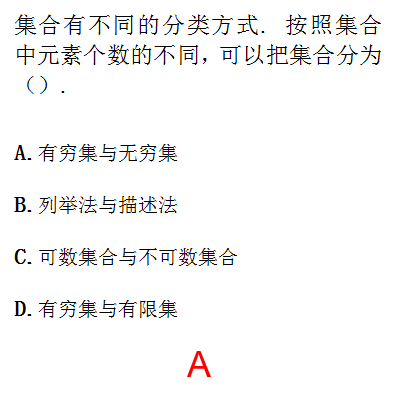 集合有不同的分类方式. 按照集合
中元素个数的不同，可以把集合分为
（）.
A. 有穷集与无穷集
B. 列举法与描述法
C. 可数集合与不可数集合
D. 有穷集与有限集
A